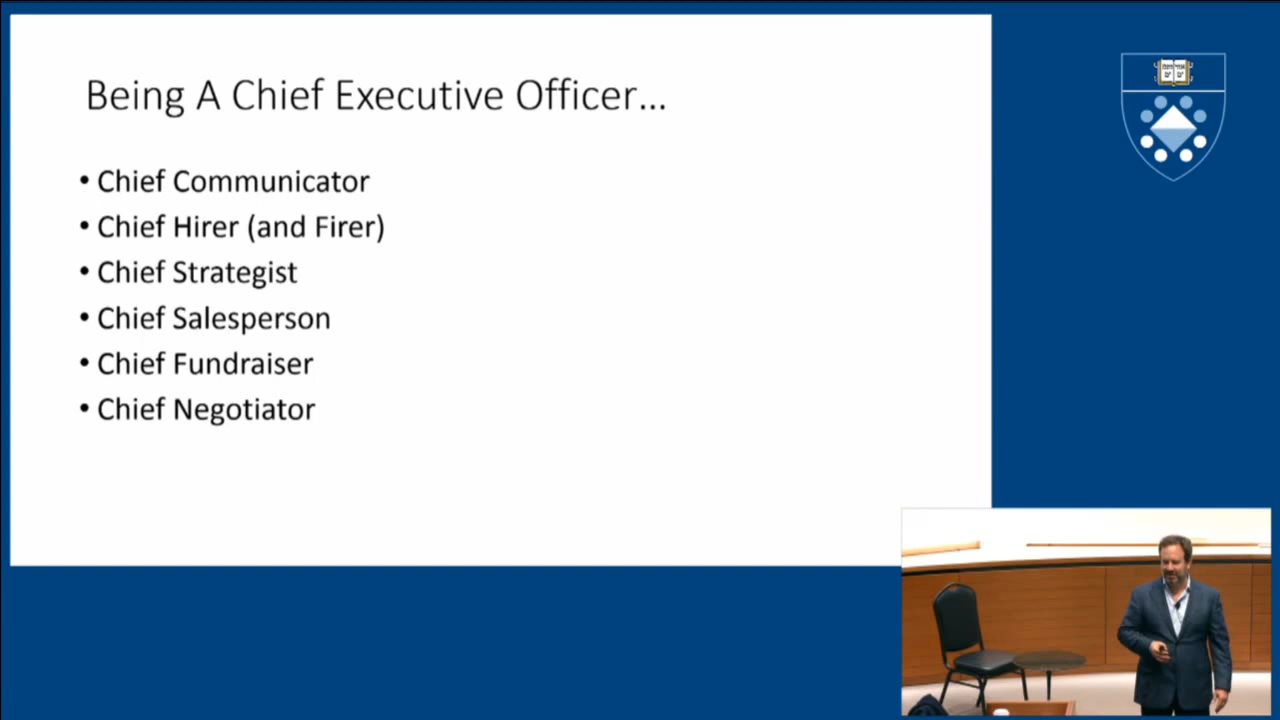 Being A Chief Executive Officer...
• Chief Communicator
• Chief Hirer (and Firer)
• Chief Strategist
• Chief Salesperson
• Chief Fundraiser
• Chief Negotiator